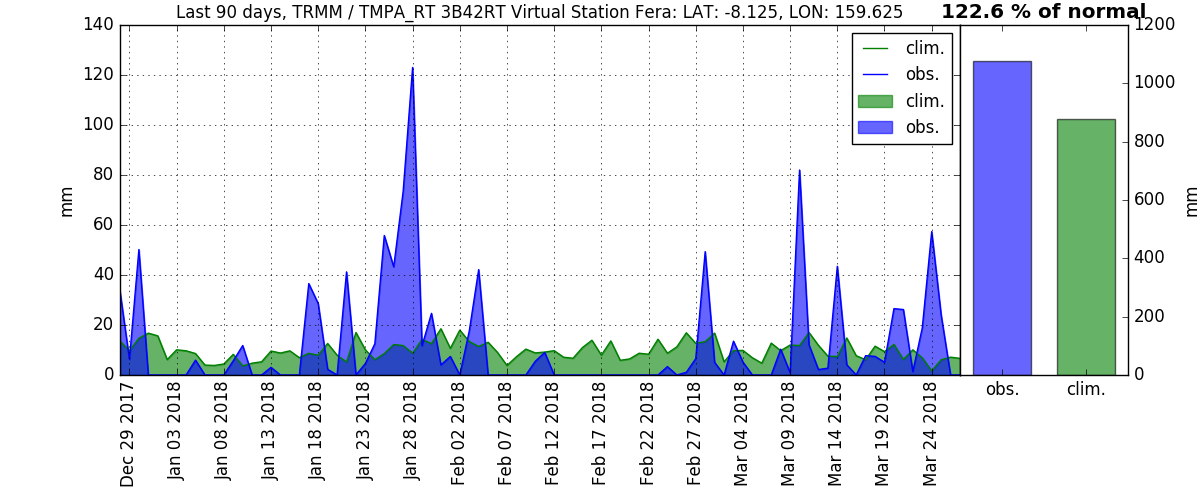 Last 90 days, TRMM / TMPA_RT 3B42RT Virtual Station Fera: LAT: -8.125, LON: 159.625
122.6 % of normal
140
120
100
80
60
40
20
0
mm
clim.
obs.
clim.
obs.
1200
1000
800
600
400
200
0
mm
obs.
clim.
Dec 29 2017
Jan 03 2018
Jan 08 2018
Jan 13 2018
Jan 18 2018
Jan 23 2018
Jan 28 2018
Feb 02 2018
Feb 07 2018
Feb 12 2018
Feb 17 2018
Feb 22 2018
Feb 27 2018
Mar 04 2018
Mar 09 2018
Mar 14 2018
Mar 19 2018
Mar 24 2018